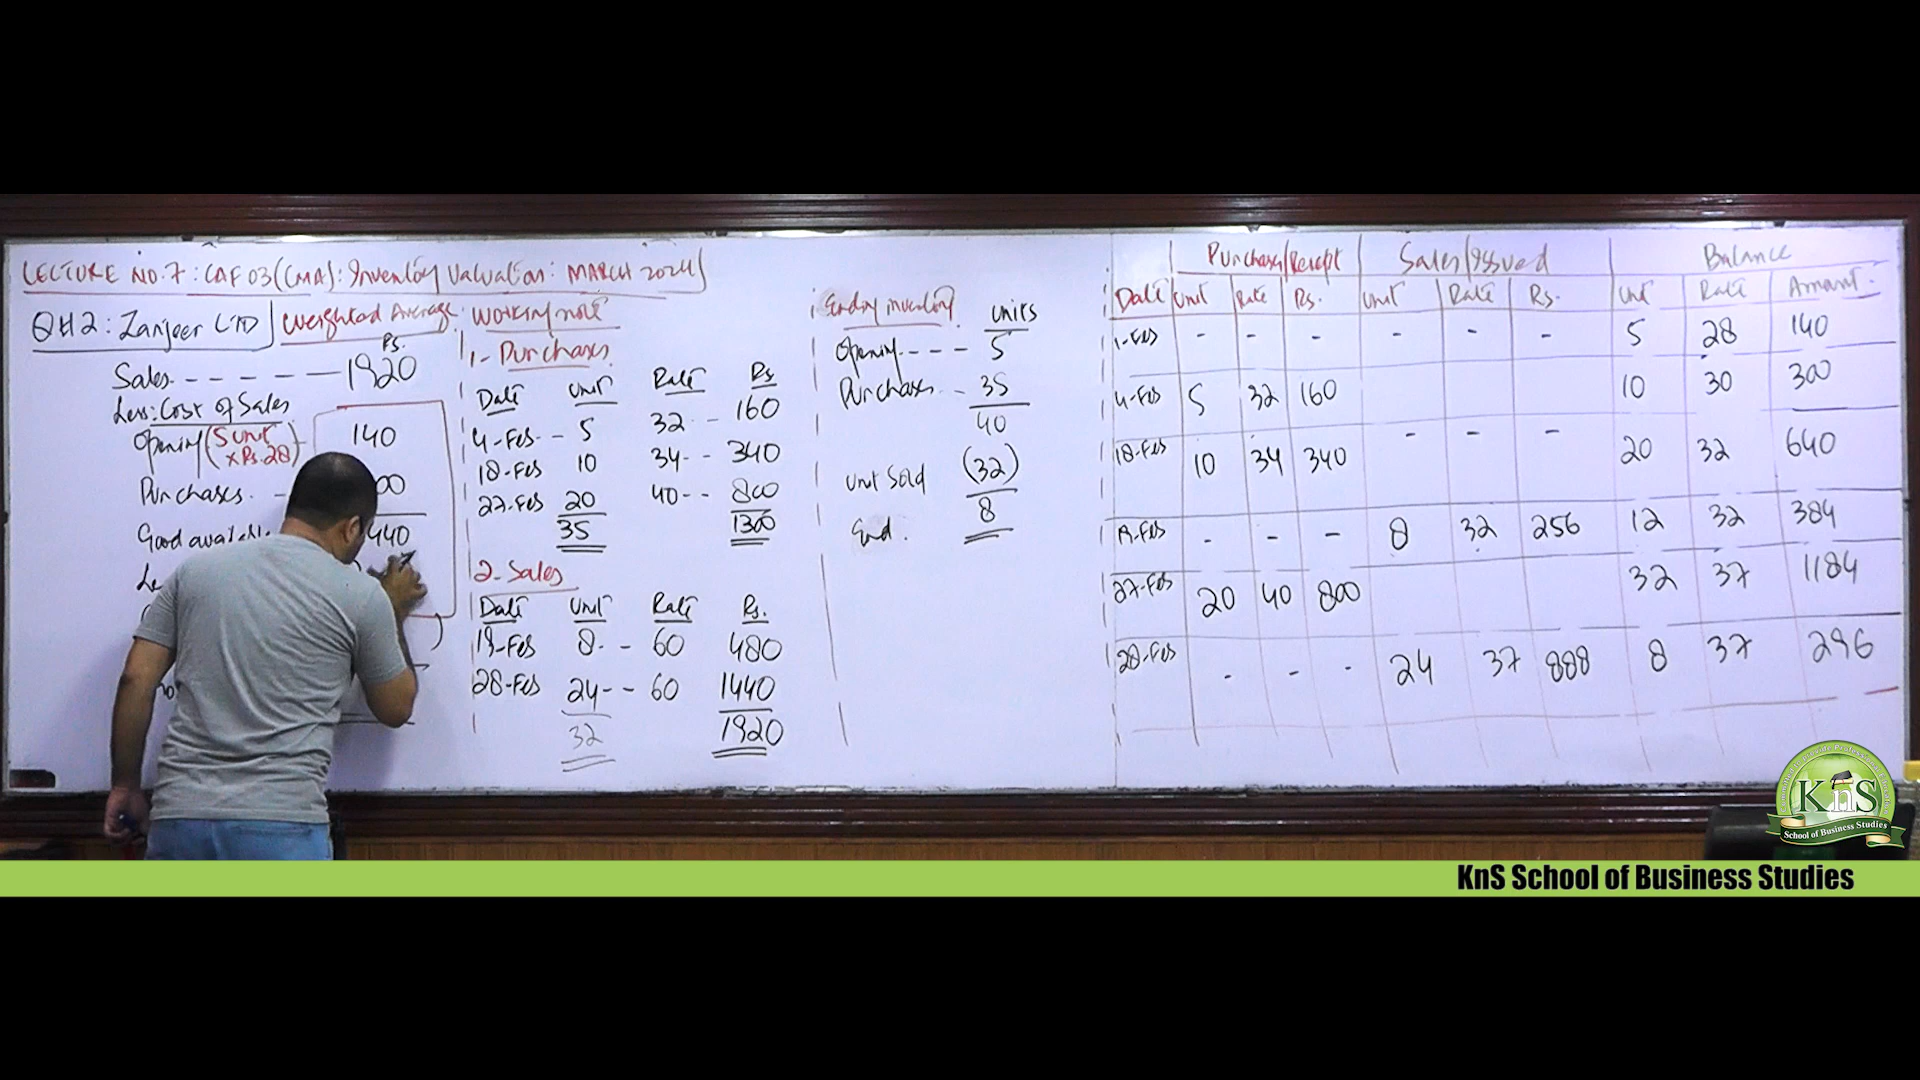 LECTURE NO.7: CAF 03 (CMA): Inventory Valuation: MARCH 2024
Q#2: Zanjeer LTD Weighted Average
Rs.
Sales - - - - - - 1920
Less: Cost of Sales
Opening (5 unit x Rs.28) 140
Purchases. - 00
Good available 440
Working note
1- Purchases
Date Unit Rate Rs
4-Feb - 5 32 - - 160
18-Feb 10 34 - - 340
27-Feb 20 40 - - 800
35 1300
2- Sales
Date Unit Rate Rs.
19-Feb 8 - - 60 480
28-Feb 24 - - 60 1440
32 1920
Ending inventory units
Opening - - - - 5
Purchases - - 35
40
Unit Sold (32)
End. 8
Purchases/Receipt Sales/Issued Balance
Date Unit Rate Rs. Unit Rate Rs. Unit Rate Amount
1-Feb - - - - - - 5 28 140
4-Feb 5 32 160 10 30 300
18-Feb 10 34 340 - - - 20 32 640
19-Feb - - - 8 32 256 12 32 384
27-Feb 20 40 800 32 37 1184
28-Feb - - - 24 37 888 8 37 296
KnS
School of Business Studies
KnS School of Business Studies